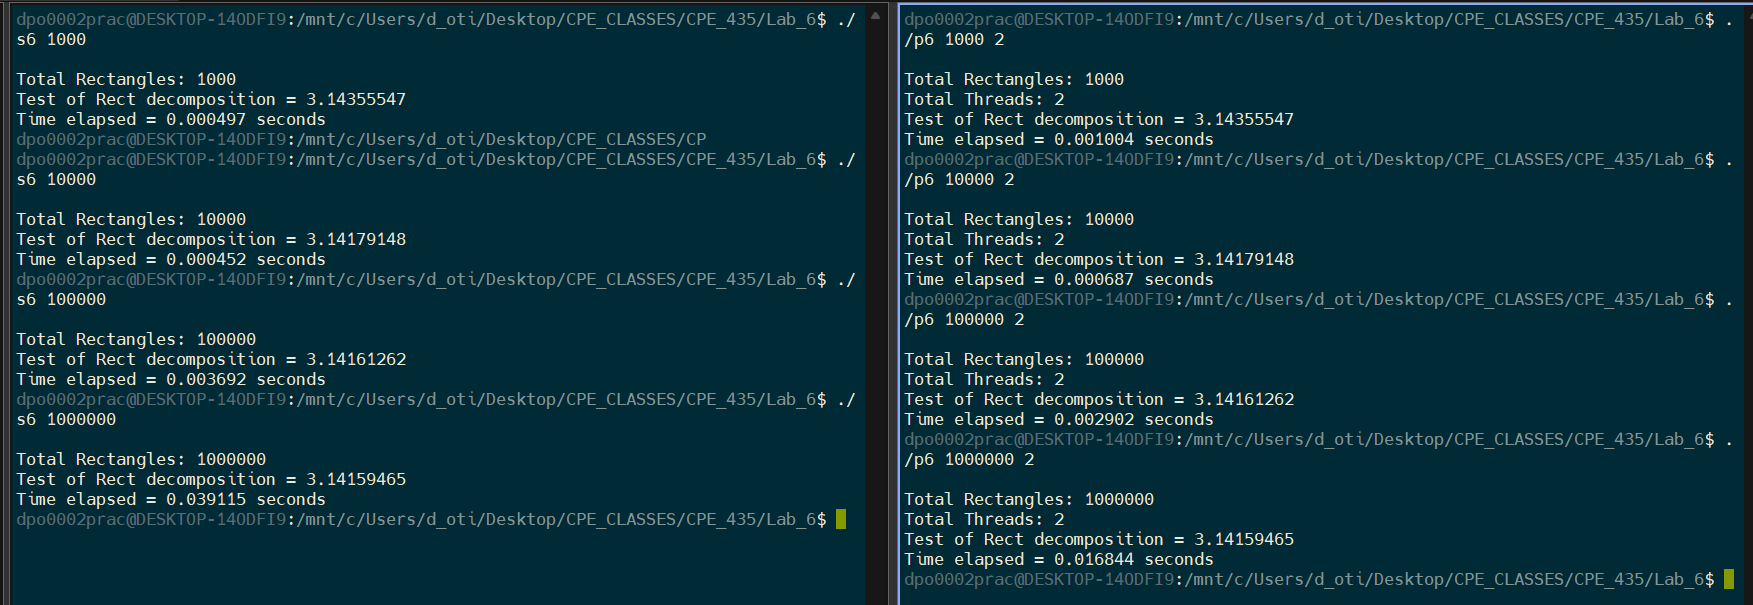 dpo0002prac@DESKTOP-14ODFI9:/mnt/c/Users/d_oti/Desktop/CPE_CLASSES/CPE_435/Lab_6$ ./
s6 1000

Total Rectangles: 1000
Test of Rect decomposition = 3.14355547
Time elapsed = 0.000497 seconds
dpo0002prac@DESKTOP-14ODFI9:/mnt/c/Users/d_oti/Desktop/CPE_CLASSES/CP
dpo0002prac@DESKTOP-14ODFI9:/mnt/c/Users/d_oti/Desktop/CPE_CLASSES/CPE_435/Lab_6$ ./
s6 10000

Total Rectangles: 10000
Test of Rect decomposition = 3.14179148
Time elapsed = 0.000452 seconds
dpo0002prac@DESKTOP-14ODFI9:/mnt/c/Users/d_oti/Desktop/CPE_CLASSES/CPE_435/Lab_6$ ./
s6 100000

Total Rectangles: 100000
Test of Rect decomposition = 3.14161262
Time elapsed = 0.003692 seconds
dpo0002prac@DESKTOP-14ODFI9:/mnt/c/Users/d_oti/Desktop/CPE_CLASSES/CPE_435/Lab_6$ ./
s6 1000000

Total Rectangles: 1000000
Test of Rect decomposition = 3.14159465
Time elapsed = 0.039115 seconds
dpo0002prac@DESKTOP-14ODFI9:/mnt/c/Users/d_oti/Desktop/CPE_CLASSES/CPE_435/Lab_6$

dpo0002prac@DESKTOP-14ODFI9:/mnt/c/Users/d_oti/Desktop/CPE_CLASSES/CPE_435/Lab_6$ .
/p6 1000 2

Total Rectangles: 1000
Total Threads: 2
Test of Rect decomposition = 3.14355547
Time elapsed = 0.001004 seconds
dpo0002prac@DESKTOP-14ODFI9:/mnt/c/Users/d_oti/Desktop/CPE_CLASSES/CPE_435/Lab_6$ .
/p6 10000 2

Total Rectangles: 10000
Total Threads: 2
Test of Rect decomposition = 3.14179148
Time elapsed = 0.000687 seconds
dpo0002prac@DESKTOP-14ODFI9:/mnt/c/Users/d_oti/Desktop/CPE_CLASSES/CPE_435/Lab_6$ .
/p6 100000 2

Total Rectangles: 100000
Total Threads: 2
Test of Rect decomposition = 3.14161262
Time elapsed = 0.002902 seconds
dpo0002prac@DESKTOP-14ODFI9:/mnt/c/Users/d_oti/Desktop/CPE_CLASSES/CPE_435/Lab_6$ .
/p6 1000000 2

Total Rectangles: 1000000
Total Threads: 2
Test of Rect decomposition = 3.14159465
Time elapsed = 0.016844 seconds
dpo0002prac@DESKTOP-14ODFI9:/mnt/c/Users/d_oti/Desktop/CPE_CLASSES/CPE_435/Lab_6$